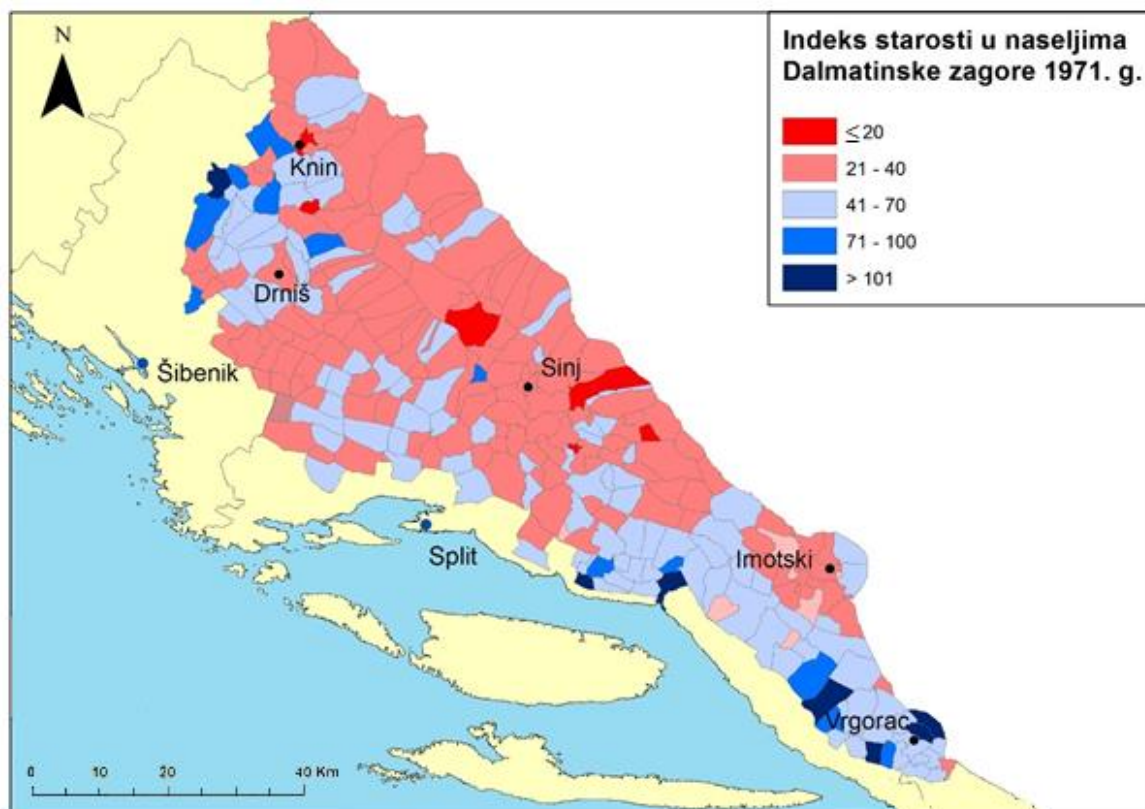 Indeks starosti u naseljima
Dalmatinske zagore 1971. g.
≤ 20
21 - 40
41 - 70
71 - 100
> 101
N
Knin
Drniš
Šibenik
Sinj
Split
Imotski
Vrgorac
0 10 20 40 Km